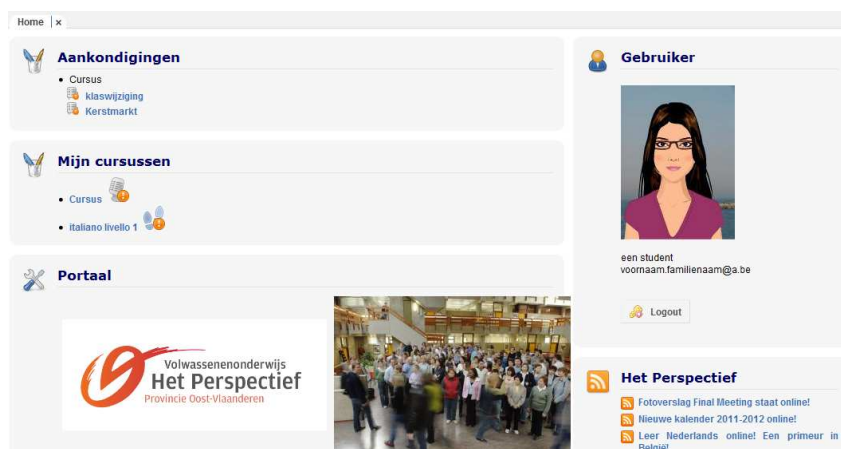 Home | x
Aankondigingen
• Cursus
klaswijziging
Kerstmarkt
Mijn cursussen
• Cursus
• italiano livello 1
Portaal
Volwassenenonderwijs
Het Perspectief
Provincie Oost-Vlaanderen
Gebruiker
een student
voornaam.familienaam@a.be
Logout
Het Perspectief
Fotoverslag Final Meeting staat online!
Nieuwe kalender 2011-2012 online!
Leer Nederlands online! Een primeur in
België!